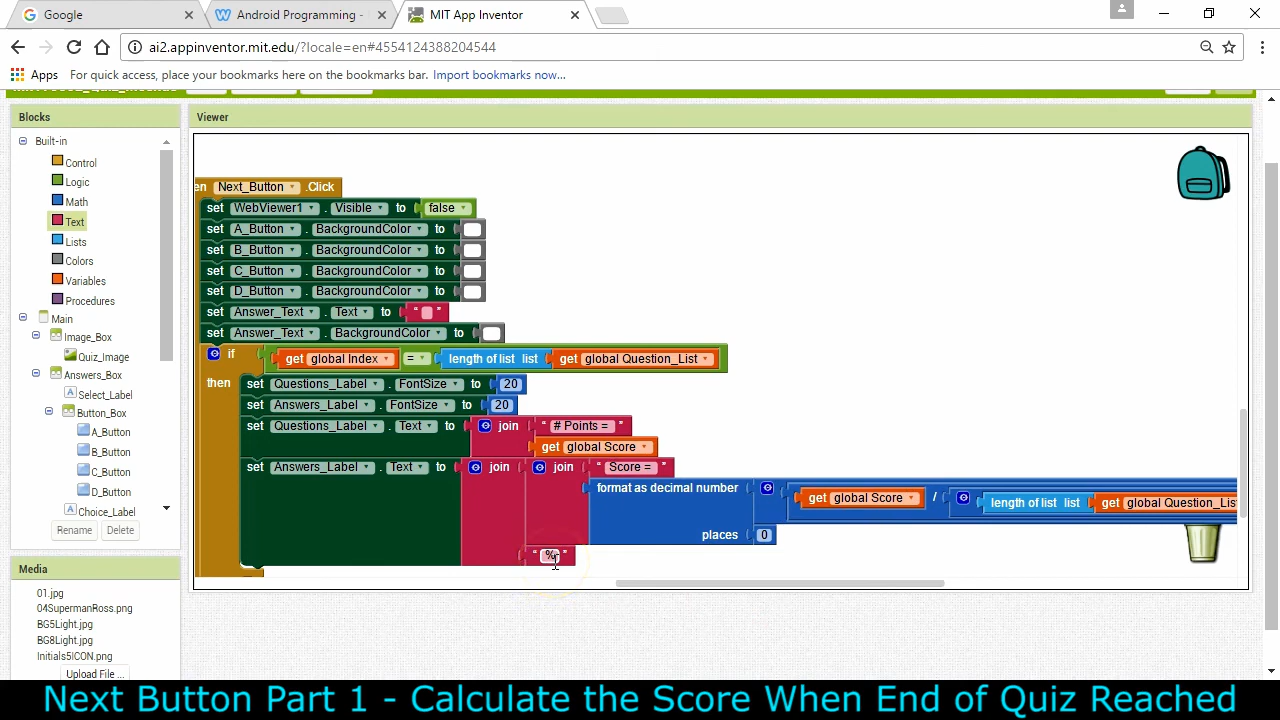 Google
Android Programming -
MIT App Inventor
ai2.appinventor.mit.edu/?locale=en#4554124388204544
Apps For quick access, place your bookmarks here on the bookmarks bar. Import bookmarks now...
Blocks
Viewer
Built-in
Control
Logic
Math
Text
Lists
Colors
Variables
Procedures
Main
Image_Box
Quiz_Image
Answers_Box
Select_Label
Button_Box
A_Button
B_Button
C_Button
D_Button
Choice_Label
Rename Delete
Media
01.jpg
04SupermanRoss.png
BG5Light.jpg
BG8Light.jpg
Initials5ICON.png
Upload File ...
en Next_Button .Click
set WebViewer1 . Visible to false
set A_Button . BackgroundColor to
set B_Button . BackgroundColor to
set C_Button . BackgroundColor to
set D_Button . BackgroundColor to
set Answer_Text . Text to “ ”
set Answer_Text . BackgroundColor to
if get global Index = length of list list get global Question_List
then set Questions_Label . FontSize to 20
set Answers_Label . FontSize to 20
set Questions_Label . Text to join “ # Points = ”
get global Score
set Answers_Label . Text to join join “ Score = ”
format as decimal number get global Score / length of list list get global Question_List
places 0
“ % ”
Next Button Part 1 - Calculate the Score When End of Quiz Reached